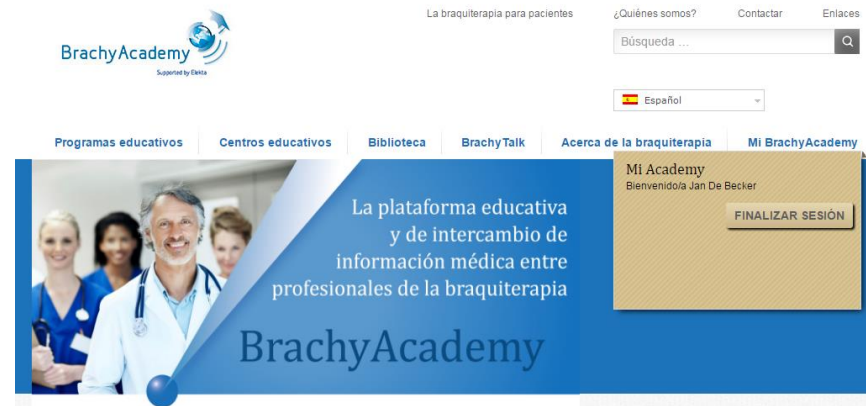 La braquiterapia para pacientes
¿Quiénes somos?
Contactar
Enlaces
BrachyAcademy
Supported by Elekta
Búsqueda ...
Español
Programas educativos
Centros educativos
Biblioteca
BrachyTalk
Acerca de la braquiterapia
Mi BrachyAcademy
La plataforma educativa
y de intercambio de
información médica entre
profesionales de la braquiterapia
BrachyAcademy
Mi Academy
Bienvenido/a Jan De Becker
FINALIZAR SESIÓN